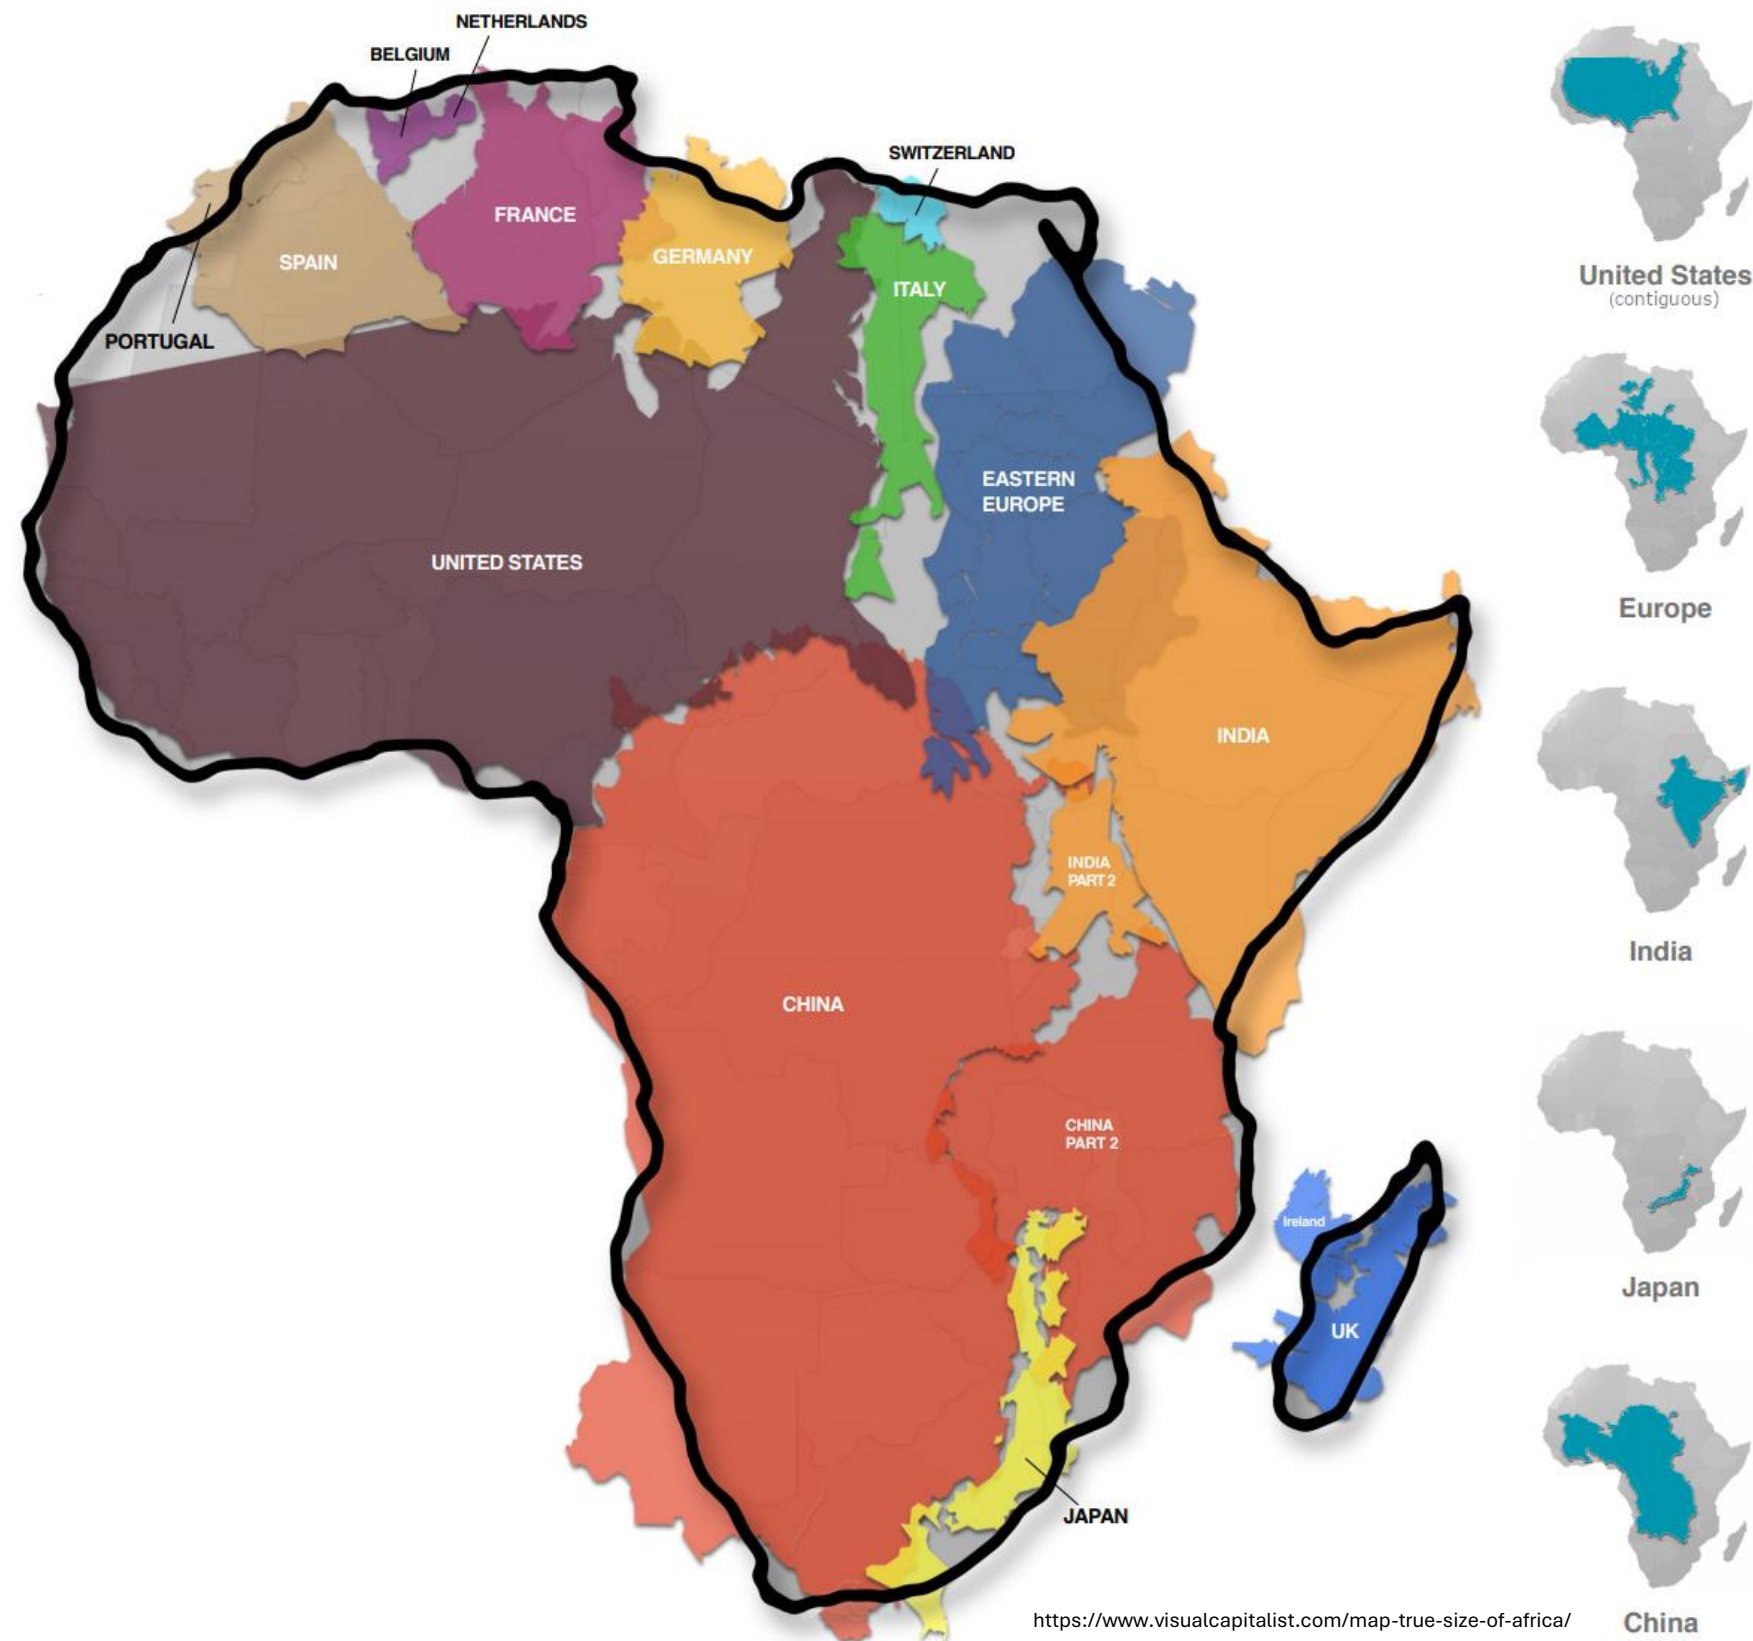 NETHERLANDS
BELGIUM
SWITZERLAND
FRANCE
GERMANY
SPAIN
ITALY
PORTUGAL
United States
(contiguous)
EASTERN
EUROPE
UNITED STATES
Europe
INDIA
INDIA
PART 2
India
CHINA
CHINA
PART 2
Ireland
Japan
UK
JAPAN
https://www.visualcapitalist.com/map-true-size-of-africa/
China